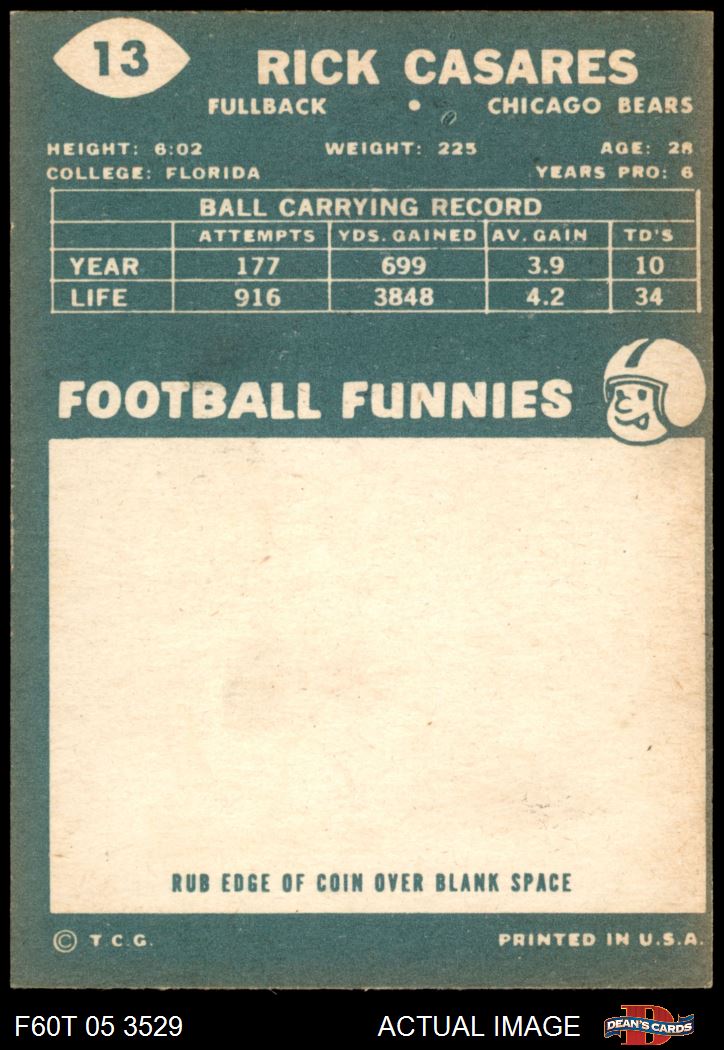 13
RICK CASARES
FULLBACK • CHICAGO BEARS
HEIGHT: 6:02 WEIGHT: 225 AGE: 28
COLLEGE: FLORIDA YEARS PRO: 6
BALL CARRYING RECORD
ATTEMPTS YDS. GAINED AV. GAIN TD'S
YEAR 177 699 3.9 10
LIFE 916 3848 4.2 34
FOOTBALL FUNNIES
RUB EDGE OF COIN OVER BLANK SPACE
© T.C.G. PRINTED IN U.S.A.
F60T 05 3529 ACTUAL IMAGE D DEAN'S CARDS